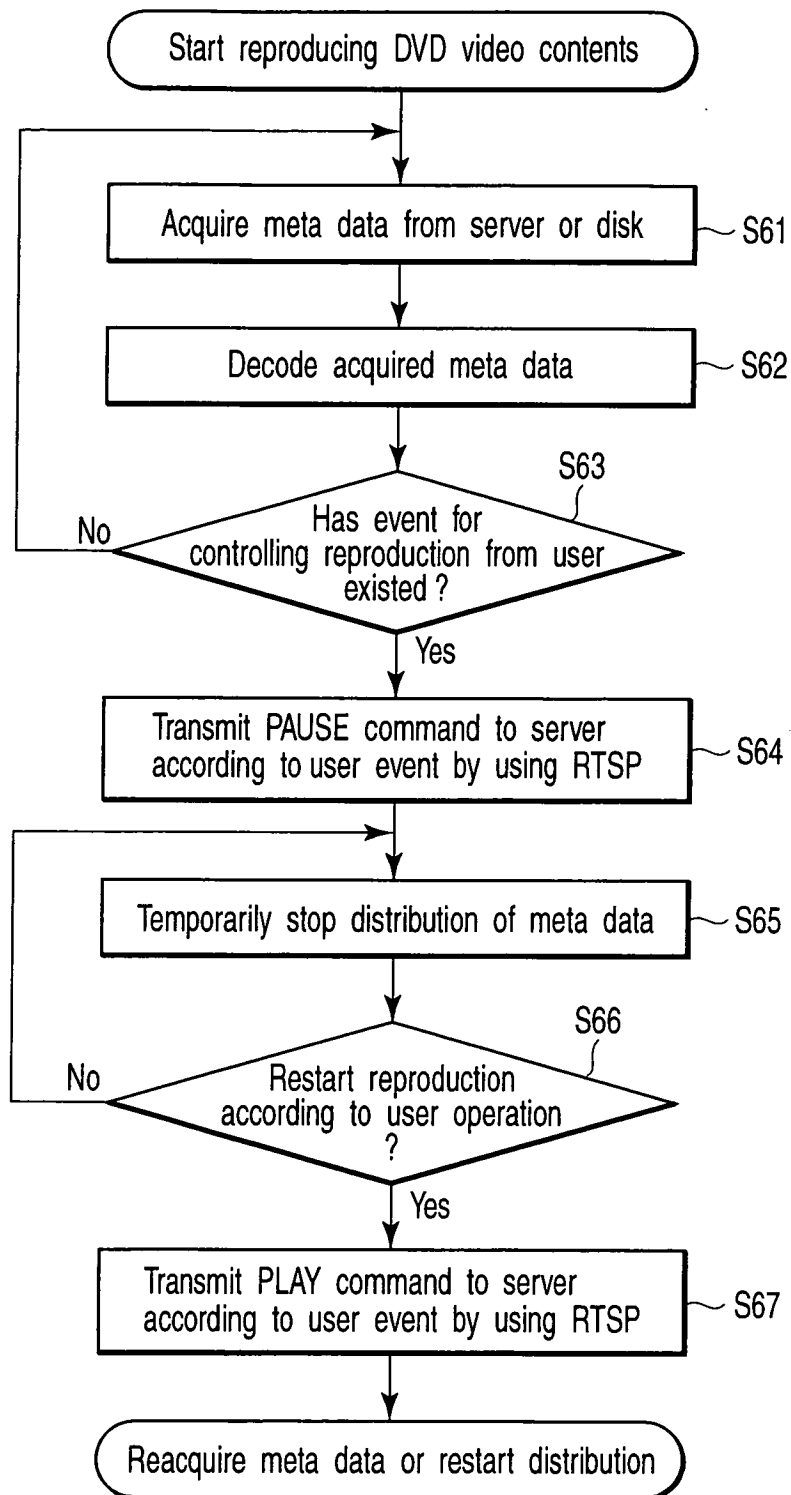 Start reproducing DVD video contents
Acquire meta data from server or disk
S61
Decode acquired meta data
S62
S63
Has event for
controlling reproduction from user
existed ?
No
Yes
Transmit PAUSE command to server
according to user event by using RTSP
S64
Temporarily stop distribution of meta data
S65
S66
Restart reproduction
according to user operation
?
No
Yes
Transmit PLAY command to server
according to user event by using RTSP
S67
Reacquire meta data or restart distribution